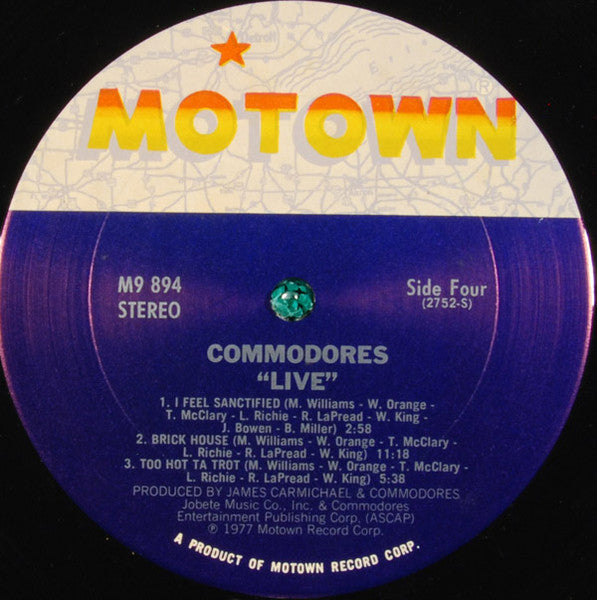 Detroit
MOTOWN
®
M9 894
STEREO
Side Four
(2752-S)
COMMODORES
“LIVE”
1. I FEEL SANCTIFIED (M. Williams - W. Orange -
T. McClary - L. Richie - R. LaPread - W. King -
J. Bowen - B. Miller) 2:58
2. BRICK HOUSE (M. Williams - W. Orange - T. McClary -
L. Richie - R. LaPread - W. King) 11:18
3. TOO HOT TA TROT (M. Williams - W. Orange - T. McClary -
L. Richie - R. LaPread - W. King) 5:38
PRODUCED BY JAMES CARMICHAEL & COMMODORES
Jobete Music Co., Inc. & Commodores
Entertainment Publishing Corp. (ASCAP)
℗ 1977 Motown Record Corp.
A PRODUCT OF MOTOWN RECORD CORP.